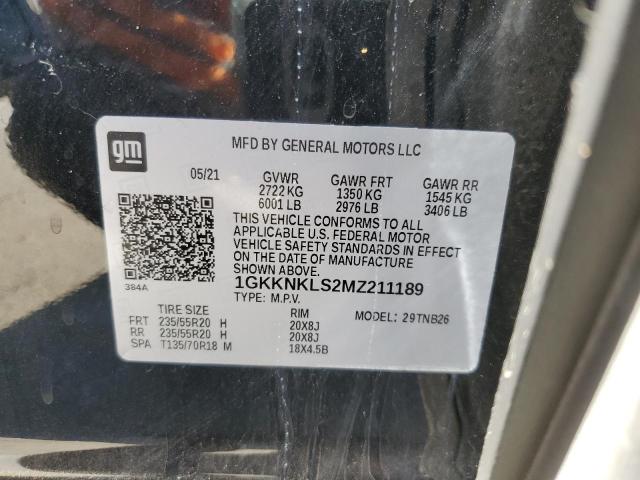 gm
MFD BY GENERAL MOTORS LLC
05/21 GVWR GAWR FRT GAWR RR
2722 KG 1350 KG 1545 KG
6001 LB 2976 LB 3406 LB
THIS VEHICLE CONFORMS TO ALL
APPLICABLE U.S. FEDERAL MOTOR
VEHICLE SAFETY STANDARDS IN EFFECT
ON THE DATE OF MANUFACTURE
SHOWN ABOVE.
384A
1GKKNKLS2MZ211189
TYPE: M.P.V.
TIRE SIZE RIM MODEL: 29TNB26
FRT 235/55R20 H 20X8J
RR 235/55R20 H 20X8J
SPA T135/70R18 M 18X4.5B